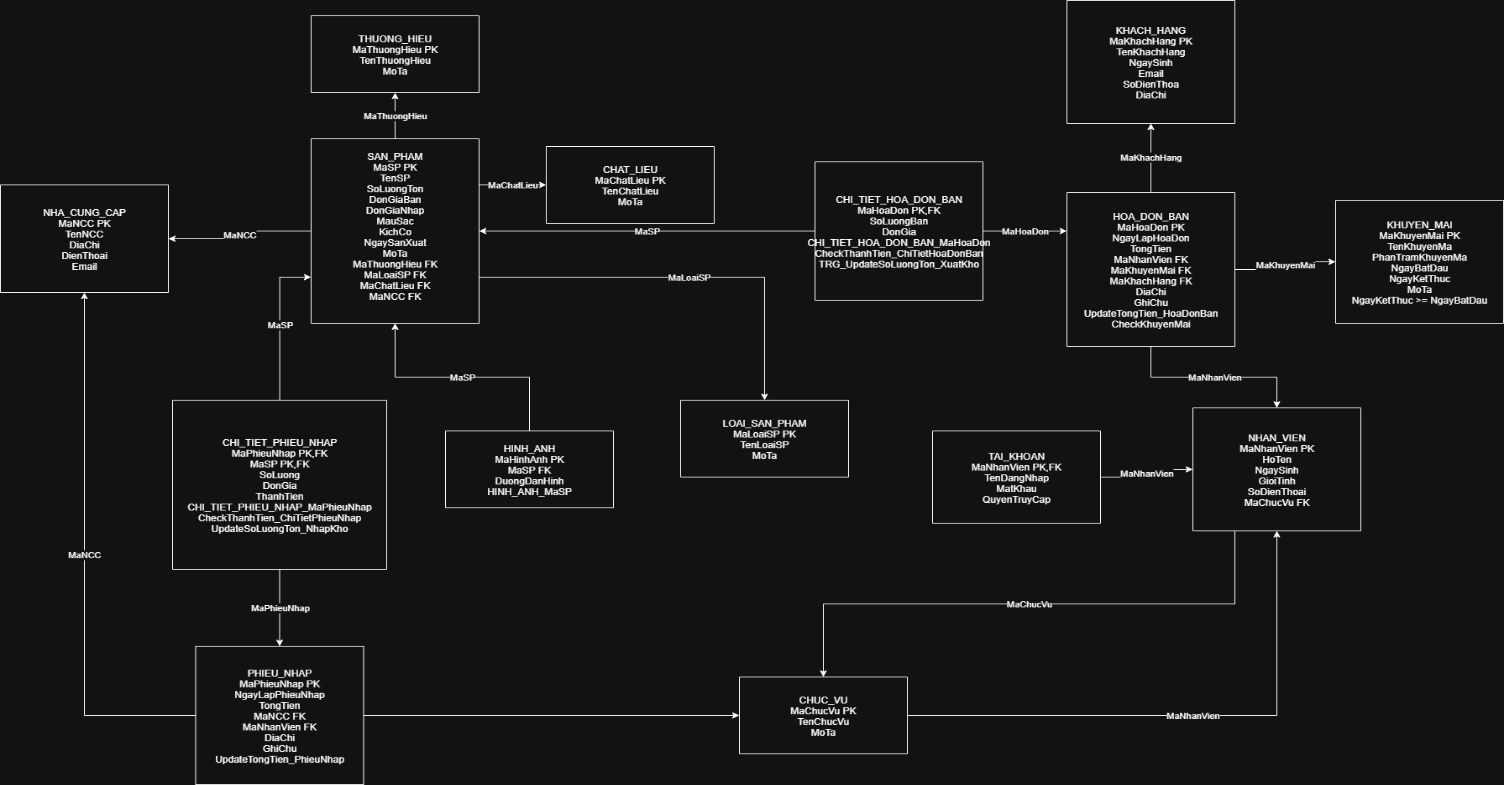 THUONG_HIEU
MaThuongHieu PK
TenThuongHieu
MoTa
MaThuongHieu
KHACH_HANG
MaKhachHang PK
TenKhachHang
NgaySinh
Email
SoDienThoa
DiaChi
MaKhachHang
SAN_PHAM
MaSP PK
TenSP
SoLuongTon
DonGiaBan
DonGiaNhap
MauSac
KichCo
NgaySanXuat
MoTa
MaThuongHieu FK
MaLoaiSP FK
MaChatLieu FK
MaNCC FK
MaChatLieu
CHAT_LIEU
MaChatLieu PK
TenChatLieu
MoTa
NHA_CUNG_CAP
MaNCC PK
TenNCC
DiaChi
DienThoai
Email
MaNCC
MaSP
CHI_TIET_HOA_DON_BAN
MaHoaDon PK,FK
SoLuongBan
DonGia
CHI_TIET_HOA_DON_BAN_MaHoaDon
CheckThanhTien_ChiTietHoaDonBan
TRG_UpdateSoLuongTon_XuatKho
MaHoaDon
HOA_DON_BAN
MaHoaDon PK
NgayLapHoaDon
TongTien
MaNhanVien FK
MaKhuyenMai FK
MaKhachHang FK
DiaChi
GhiChu
UpdateTongTien_HoaDonBan
CheckKhuyenMai
MaKhuyenMai
KHUYEN_MAI
MaKhuyenMai PK
TenKhuyenMa
PhanTramKhuyenMa
NgayBatDau
NgayKetThuc
MoTa
NgayKetThuc >= NgayBatDau
MaLoaiSP
MaSP
MaSP
MaNhanVien
CHI_TIET_PHIEU_NHAP
MaPhieuNhap PK,FK
MaSP PK,FK
SoLuong
DonGia
ThanhTien
CHI_TIET_PHIEU_NHAP_MaPhieuNhap
CheckThanhTien_ChiTietPhieuNhap
UpdateSoLuongTon_NhapKho
HINH_ANH
MaHinhAnh PK
MaSP FK
DuongDanHinh
HINH_ANH_MaSP
LOAI_SAN_PHAM
MaLoaiSP PK
TenLoaiSP
MoTa
TAI_KHOAN
MaNhanVien PK,FK
TenDangNhap
MatKhau
QuyenTruyCap
MaNhanVien
NHAN_VIEN
MaNhanVien PK
HoTen
NgaySinh
GioiTinh
SoDienThoai
MaChucVu FK
MaNCC
MaPhieuNhap
MaChucVu
PHIEU_NHAP
MaPhieuNhap PK
NgayLapPhieuNhap
TongTien
MaNCC FK
MaNhanVien FK
DiaChi
GhiChu
UpdateTongTien_PhieuNhap
CHUC_VU
MaChucVu PK
TenChucVu
MoTa
MaNhanVien